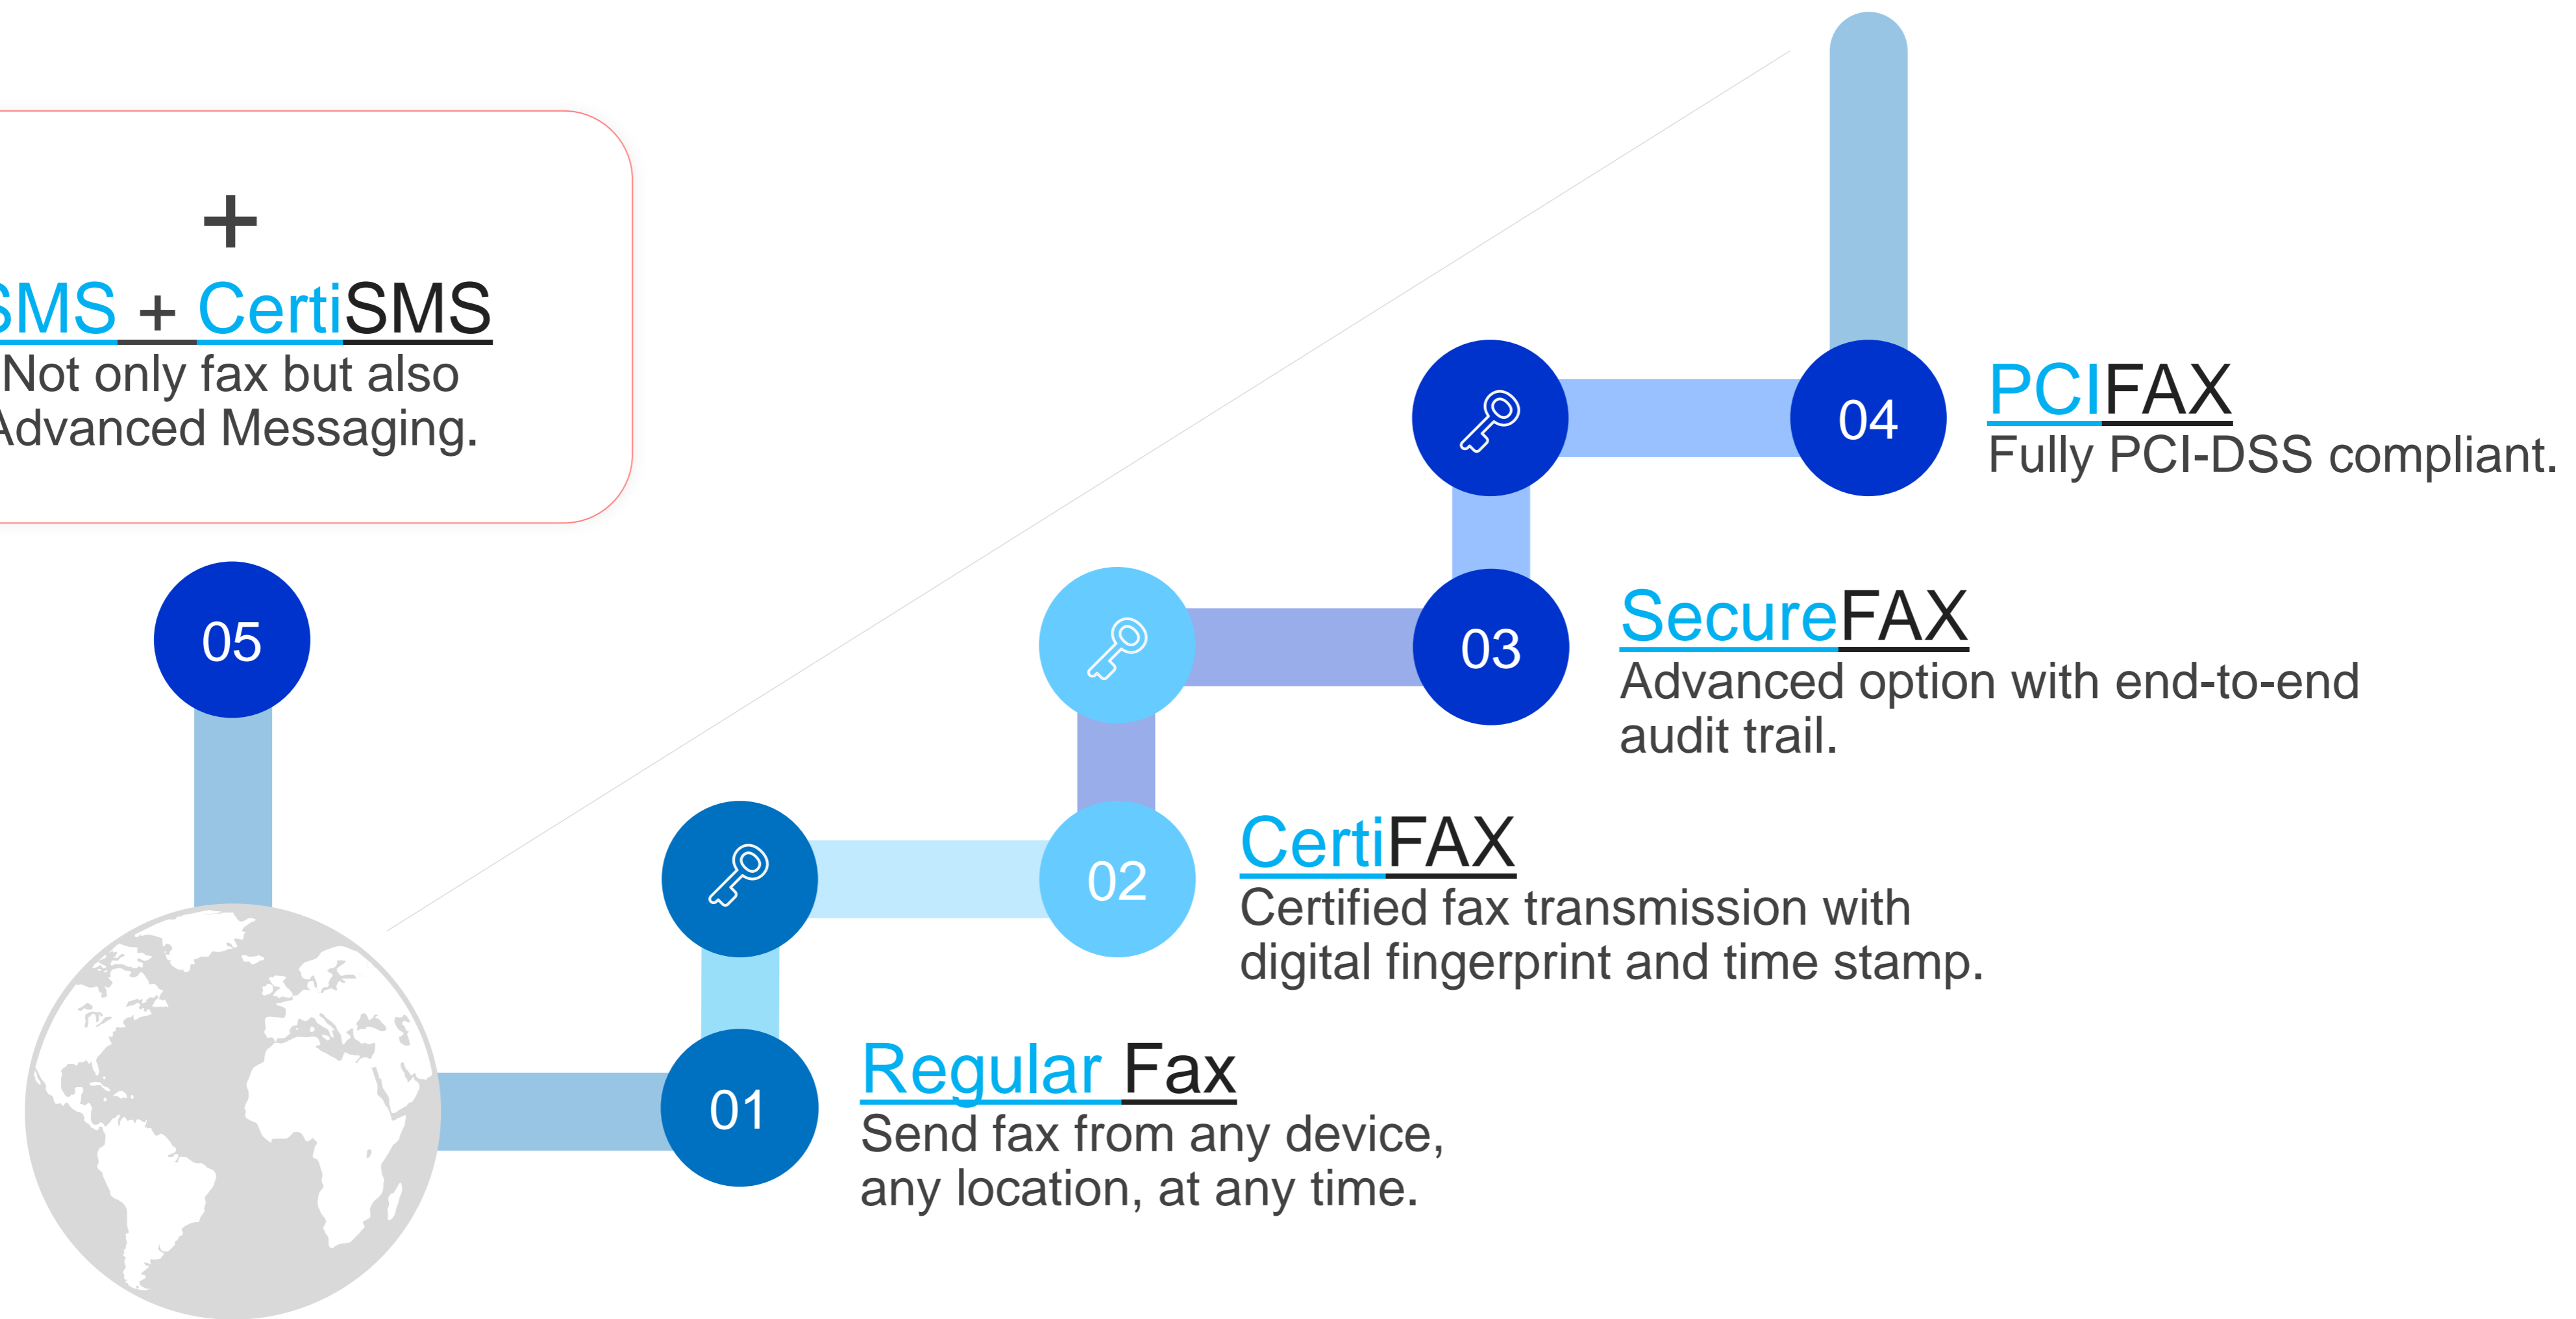 +
SMS + CertiSMS
Not only fax but also
Advanced Messaging.
05
04
PCIFAX
Fully PCI-DSS compliant.
03
SecureFAX
Advanced option with end-to-end
audit trail.
02
CertiFAX
Certified fax transmission with
digital fingerprint and time stamp.
01
Regular Fax
Send fax from any device,
any location, at any time.